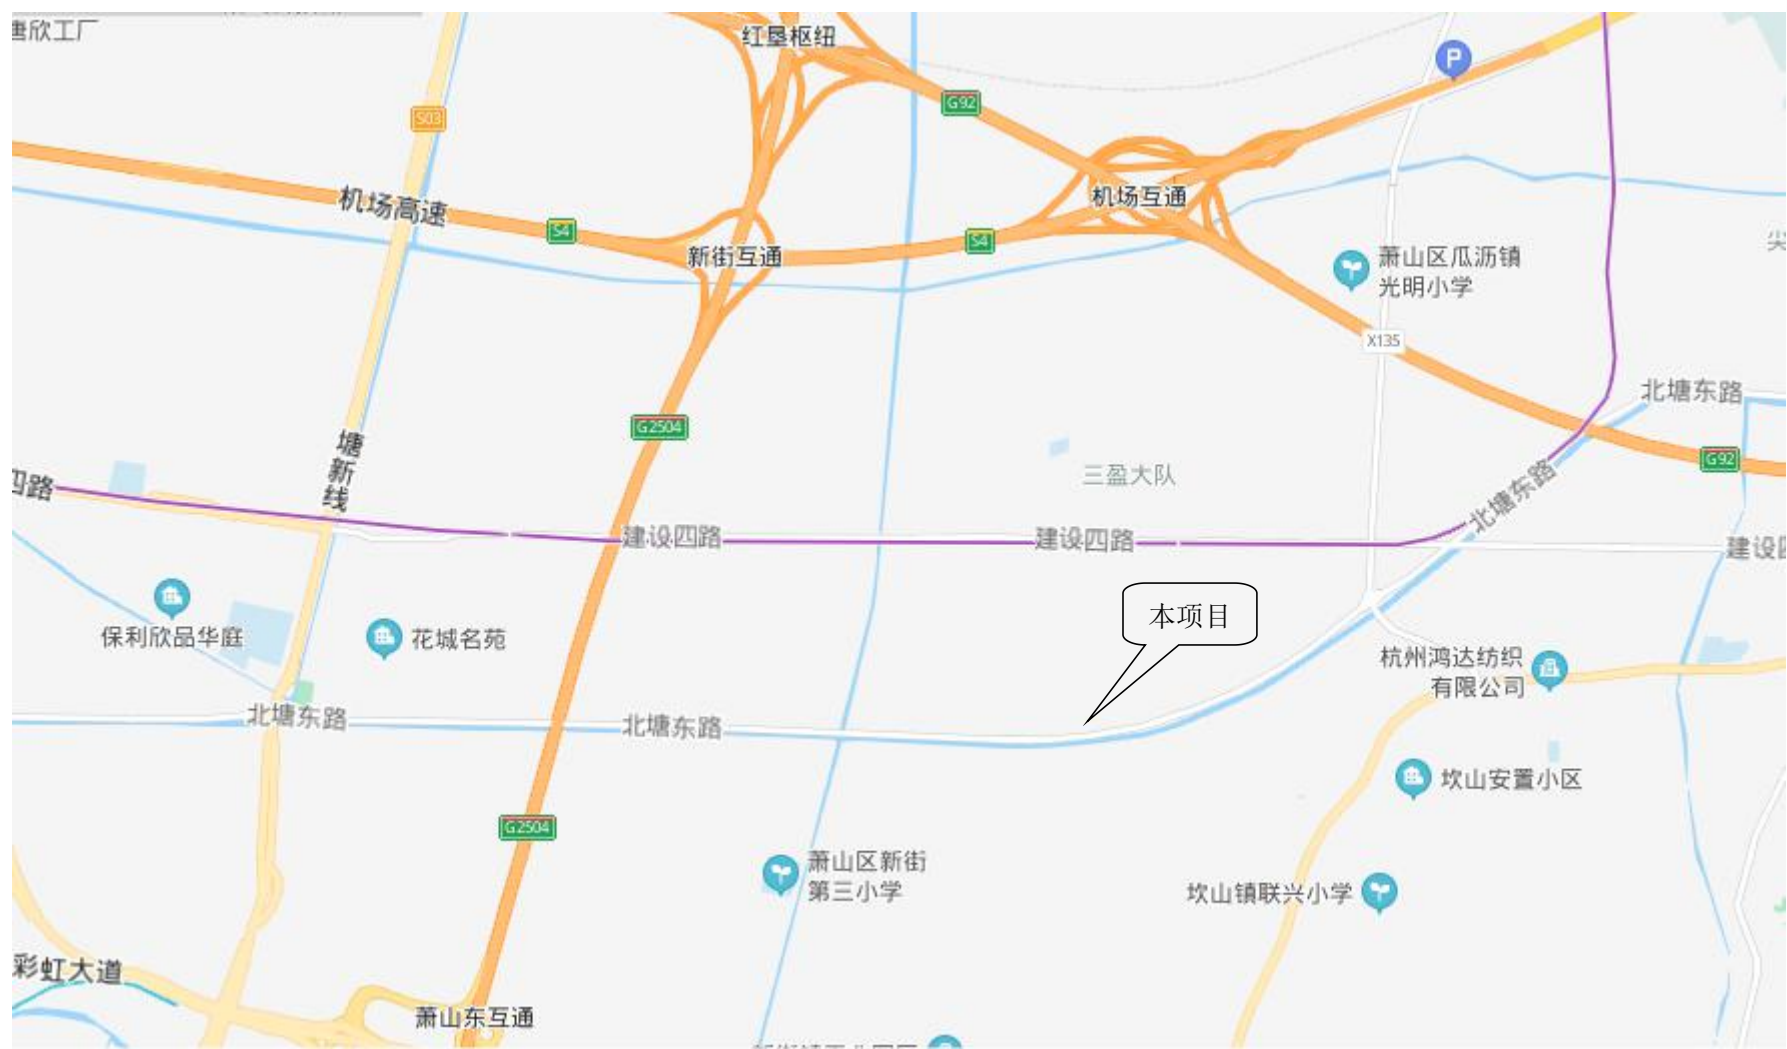 唐欣工厂
红垦枢纽
P
G92
S03
机场高速
S4
机场互通
S4
新街互通
萧山区瓜沥镇
光明小学
X135
北塘东路
G2504
塘新线
G92
三盈大队
四路
北塘东路
建设四路
建设四路
建设四
本项目
保利欣品华庭
花城名苑
杭州鸿达纺织
有限公司
北塘东路
北塘东路
坎山安置小区
G2504
萧山区新街
第三小学
坎山镇联兴小学
彩虹大道
萧山东互通